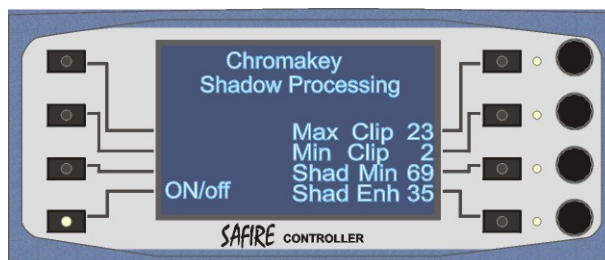 Chromakey
Shadow Processing
Max Clip 23
Min Clip 2
Shad Min 69
ON/off Shad Enh 35
SAFIRE CONTROLLER